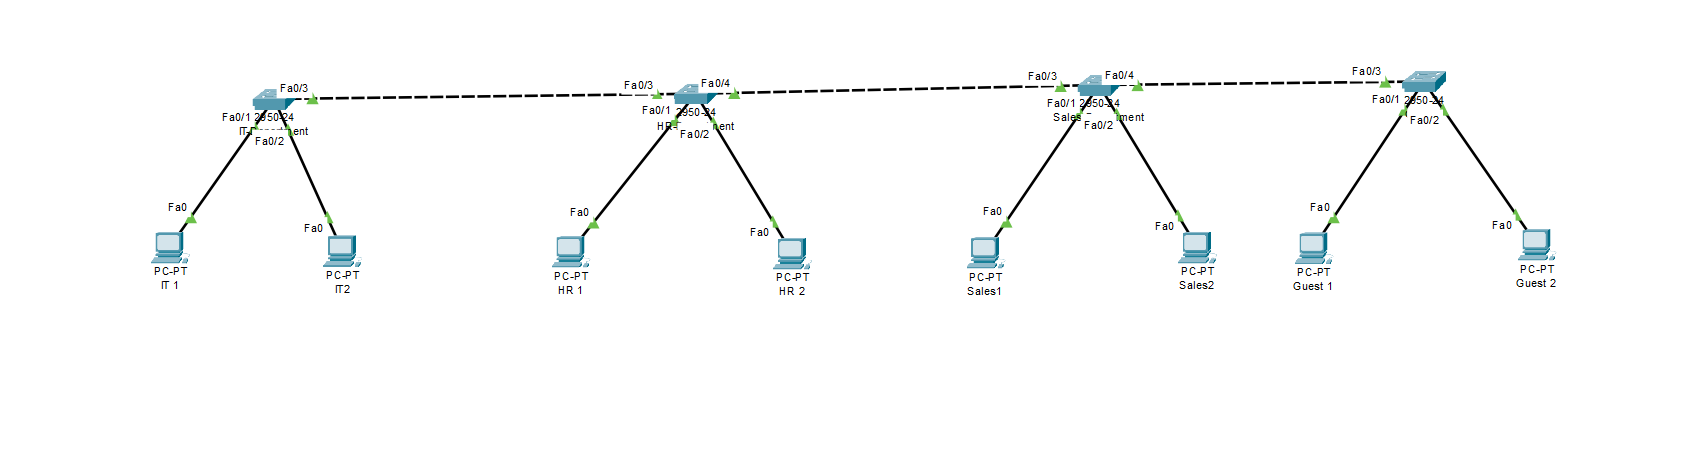 Fa0/3
Fa0/1 2950-24
Fa0/2
Fa0
Fa0
PC-PT
IT 1
PC-PT
IT2
Fa0/3
Fa0/4
Fa0/1 2950-24
Fa0/2
Fa0
Fa0
PC-PT
HR 1
PC-PT
HR 2
Fa0/3
Fa0/4
Fa0/1 2950-24
Sales
Fa0/2
Fa0
Fa0
PC-PT
Sales1
PC-PT
Sales2
Fa0/3
Fa0/1 2950-24
Fa0/2
Fa0
Fa0
PC-PT
Guest 1
PC-PT
Guest 2